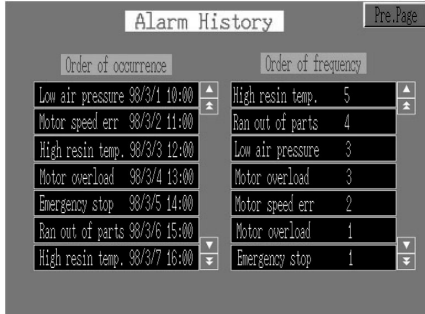 Alarm History
Pre.Page
Order of occurrence
Low air pressure 98/3/1 10:00
Motor speed err 98/3/2 11:00
High resin temp. 98/3/3 12:00
Motor overload 98/3/4 13:00
Emergency stop 98/3/5 14:00
Ran out of parts 98/3/6 15:00
High resin temp. 98/3/7 16:00
Order of frequency
High resin temp. 5
Ran out of parts 4
Low air pressure 3
Motor overload 3
Motor speed err 2
Motor overload 1
Emergency stop 1